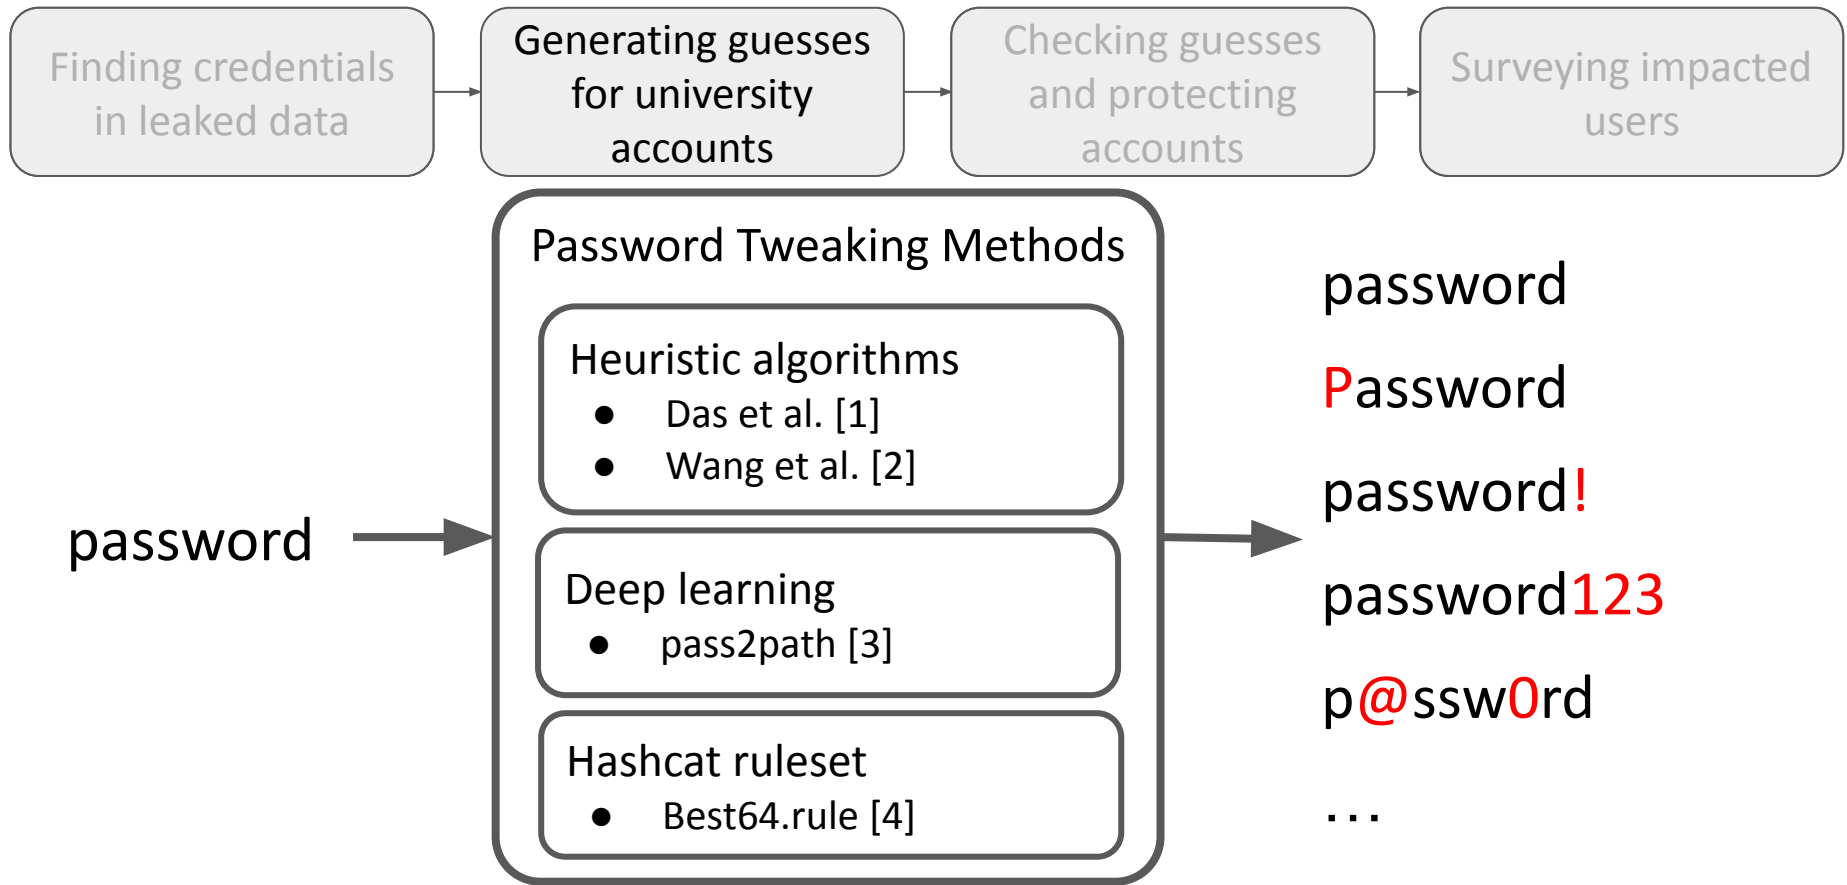 Finding credentials
in leaked data
Generating guesses
for university
accounts
Checking guesses
and protecting
accounts
Surveying impacted
users
password
Password Tweaking Methods
Heuristic algorithms
● Das et al. [1]
● Wang et al. [2]
Deep learning
● pass2path [3]
Hashcat ruleset
● Best64.rule [4]
password
Password
password!
password123
p@ssw0rd
...